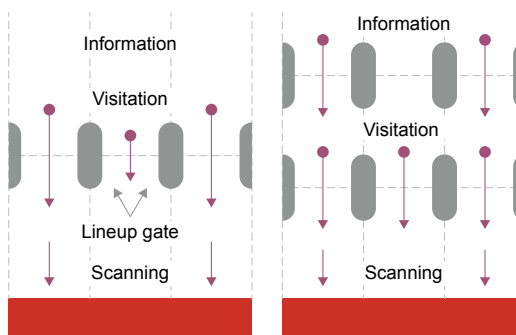 Information
Visitation
Lineup gate
Scanning
Information
Visitation
Scanning